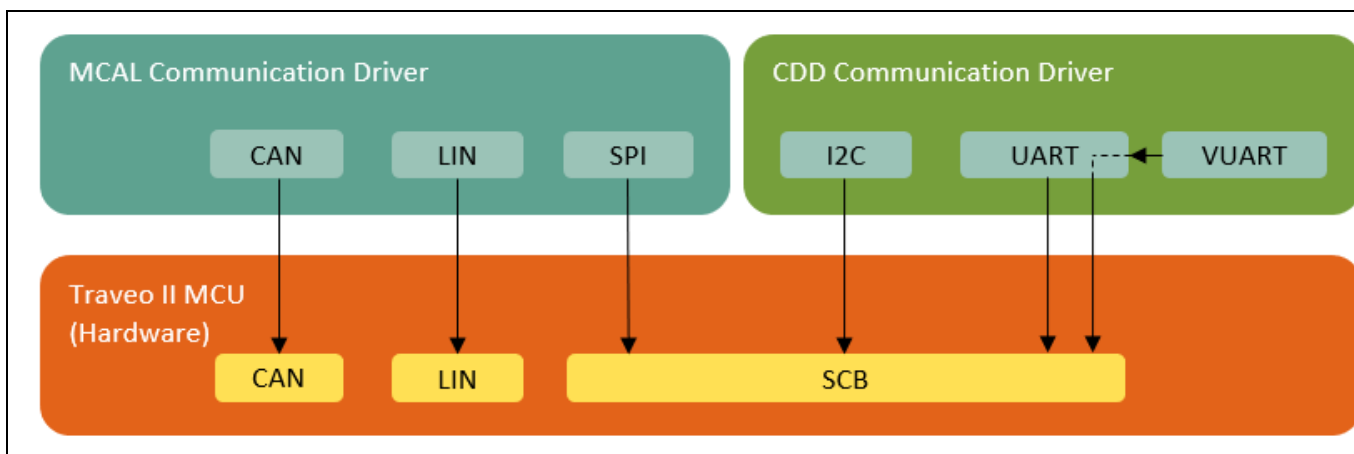 MCAL Communication Driver
CDD Communication Driver
CAN
LIN
SPI
I2C
UART
VUART
Traveo II MCU
(Hardware)
CAN
LIN
SCB